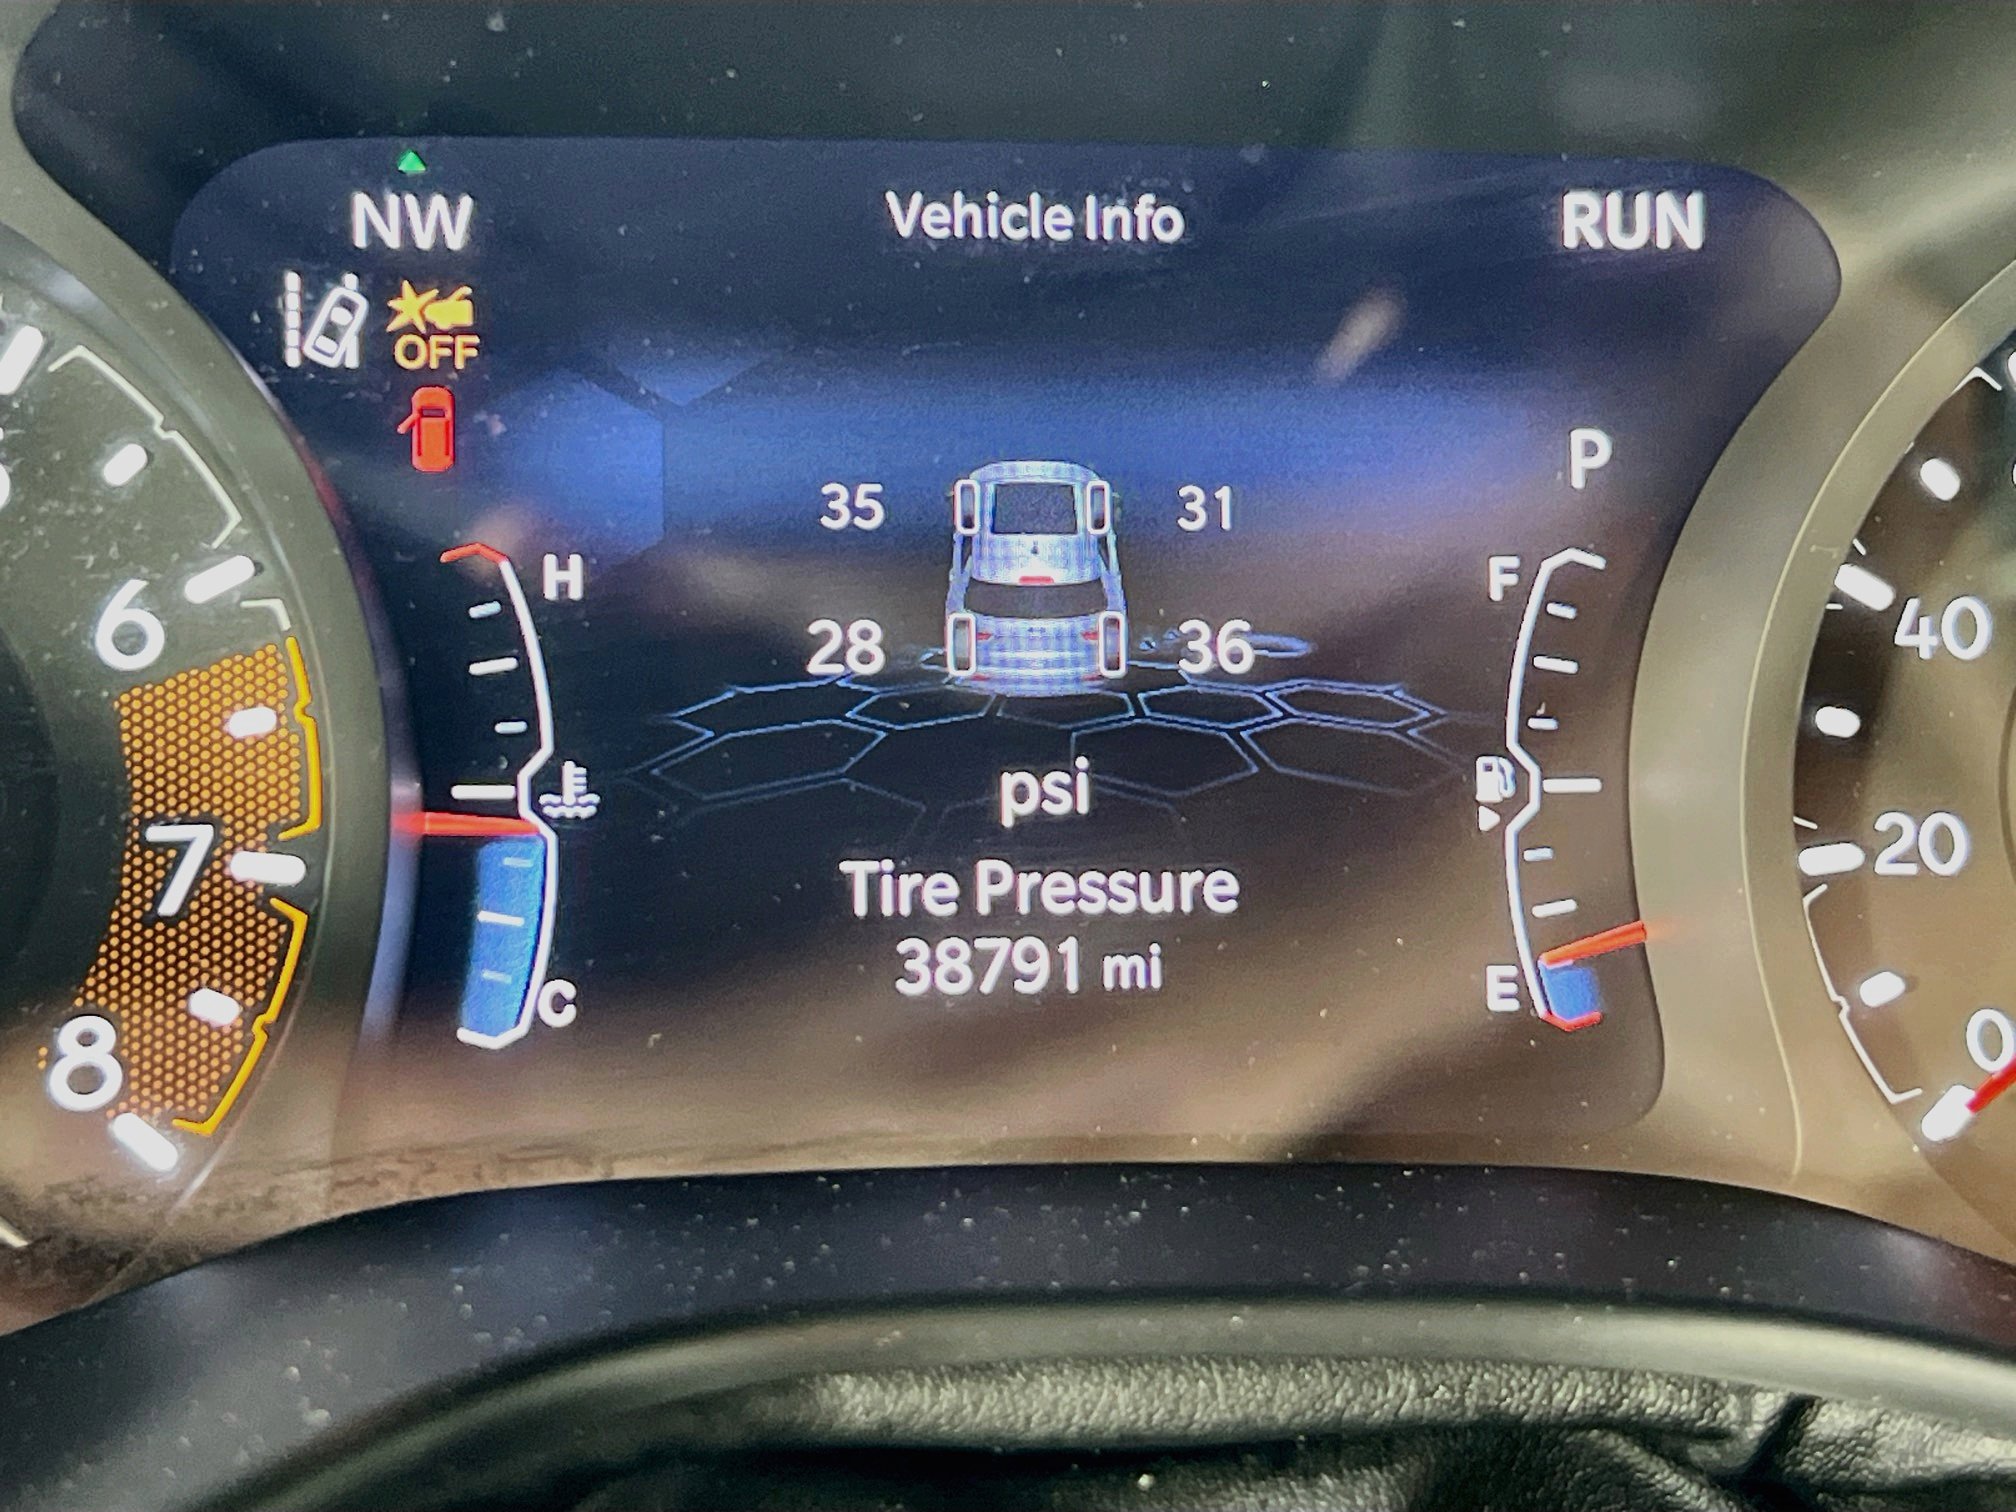 NW Vehicle Info RUN
OFF
P
35 31
H F
28 36
6 40
psi
7 20
Tire Pressure
38791 mi
C E
8 0